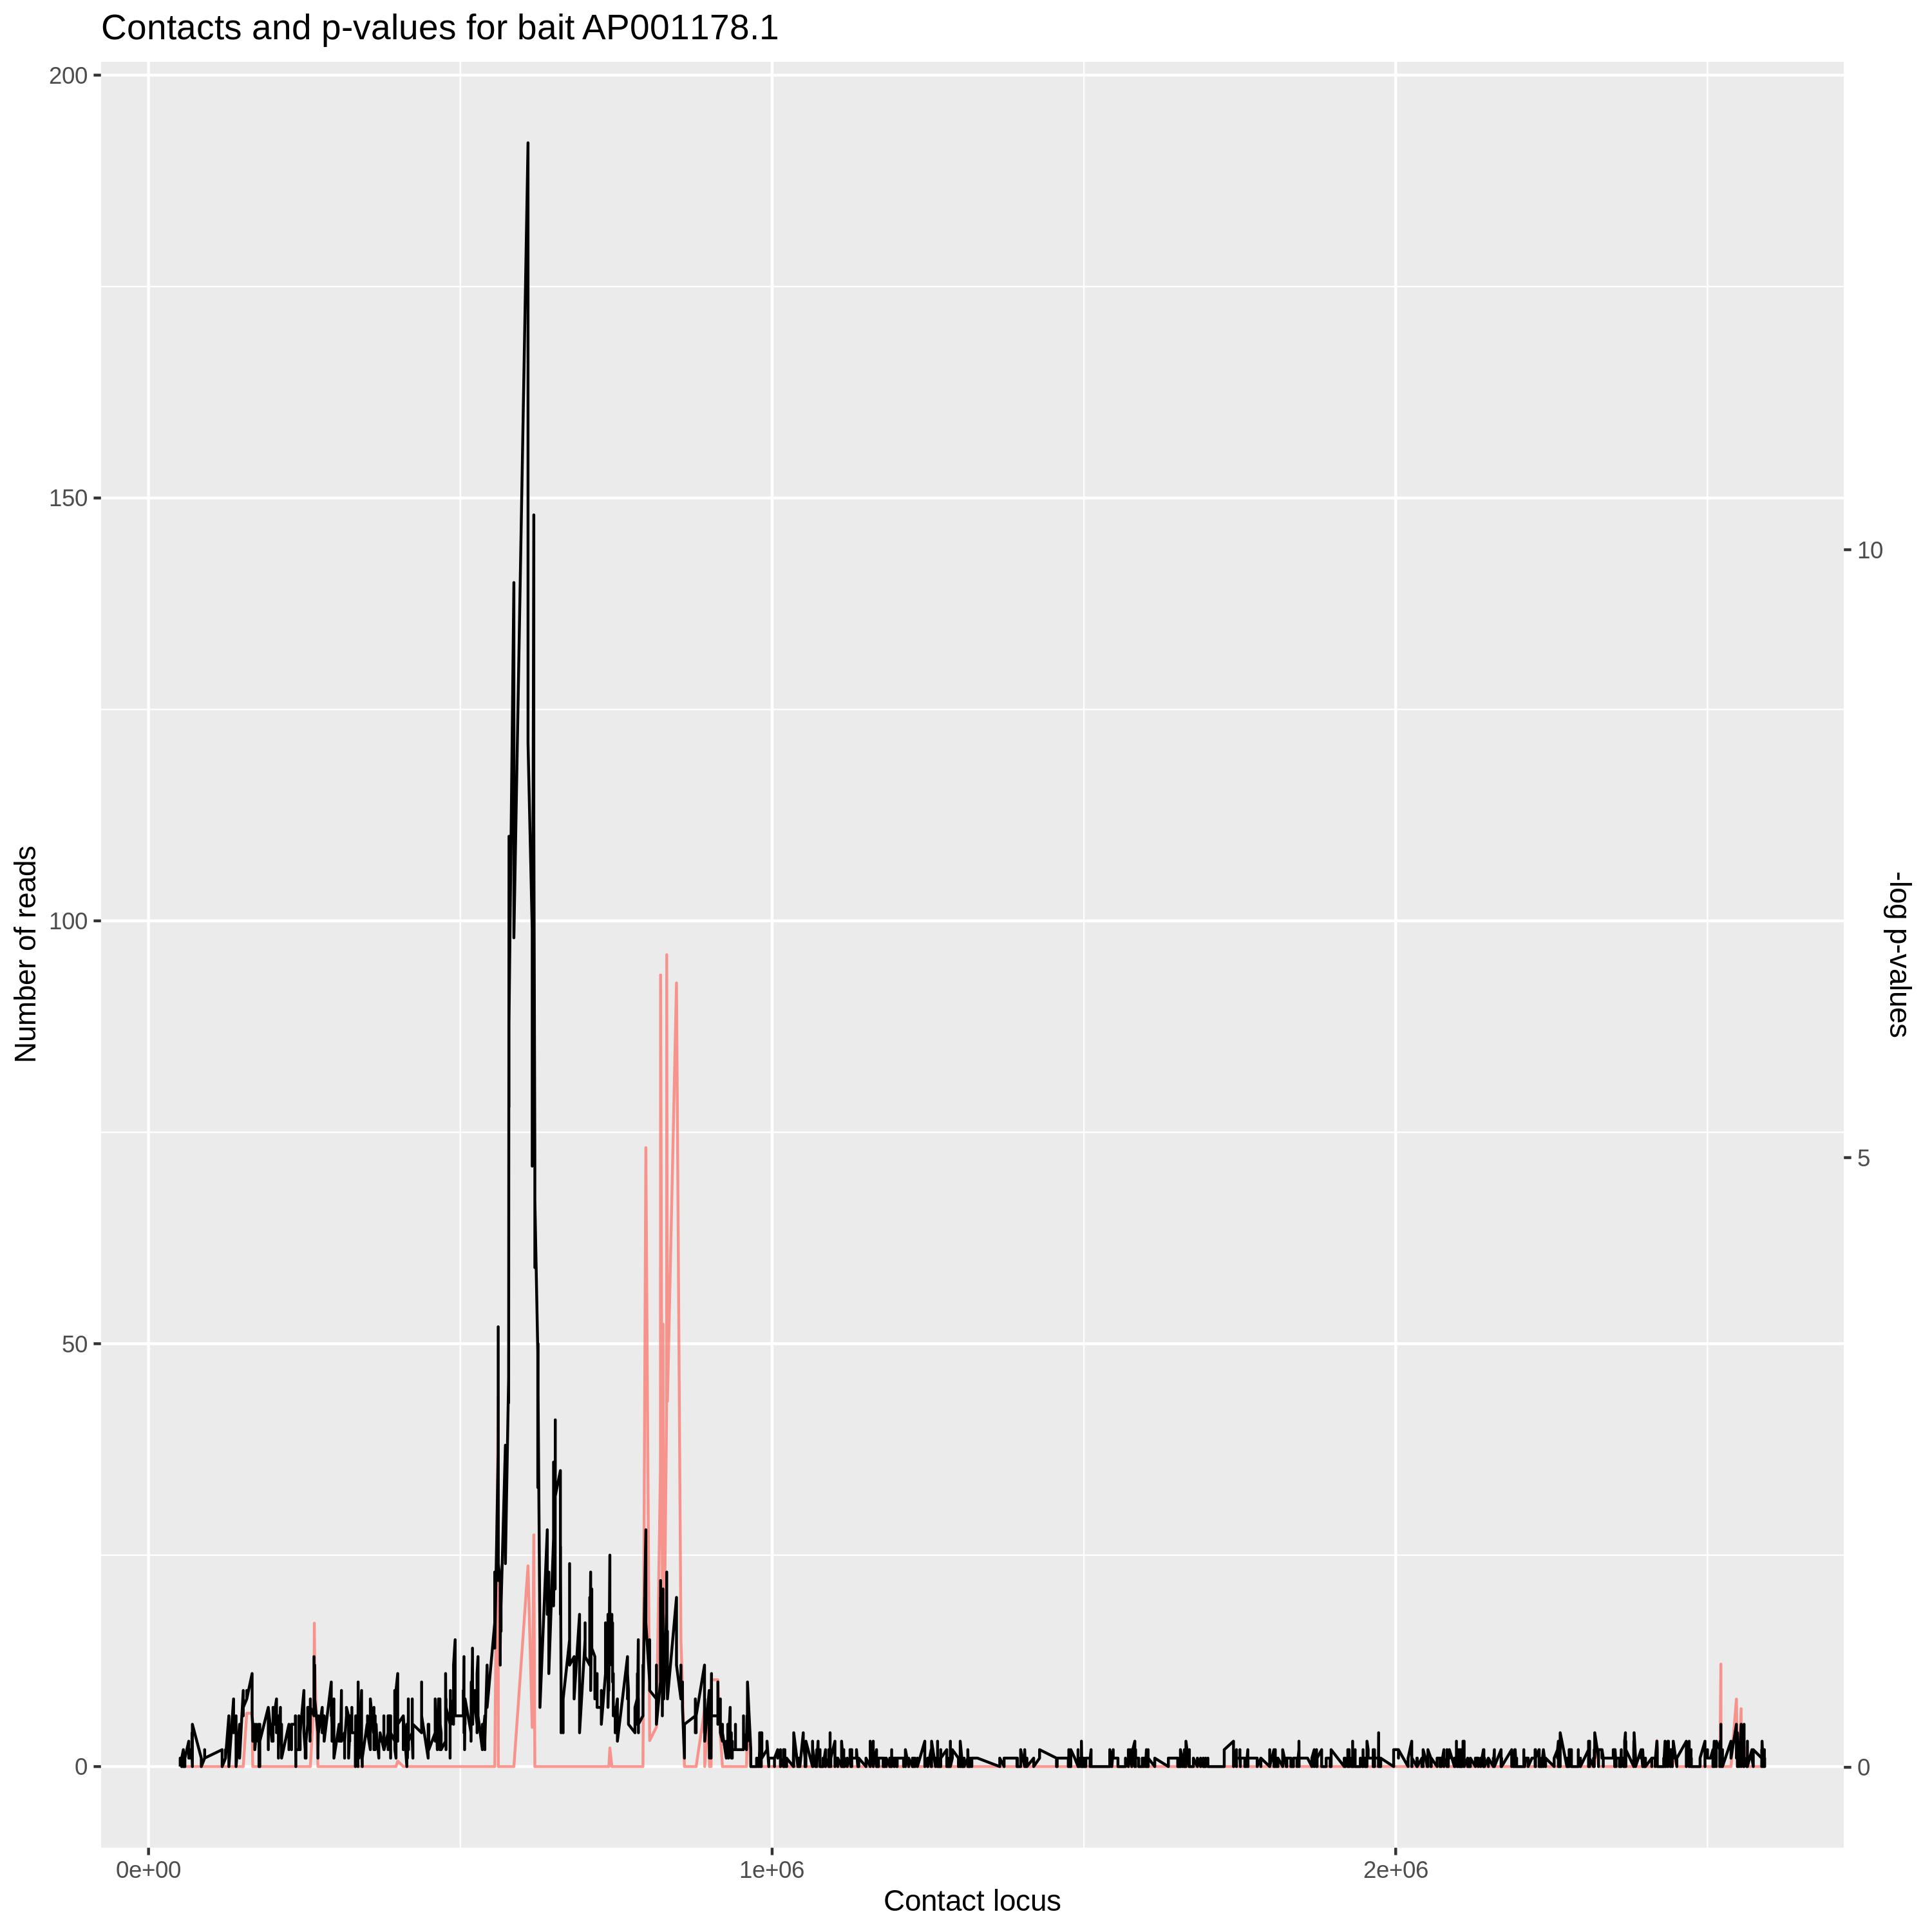 Contacts and p-values for bait AP001178.1
200
150
100
50
0
Number of reads
10
5
0
-log p-values
0e+00
1e+06
2e+06
Contact locus